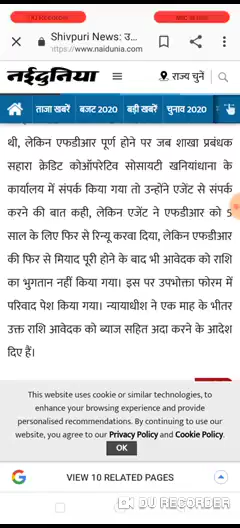 Shivpuri News: उ...
https://www.naidunia.com
नईदुनिया
राज्य चुनें
ताजा खबरें बजट 2020 बड़ी खबरें चुनाव 2020
थी, लेकिन एफडीआर पूर्ण होने पर जब शाखा प्रबंधक
सहारा क्रेडिट कोऑपरेटिव सोसायटी खनियांधाना के
कार्यालय में संपर्क किया गया तो उन्होंने एजेंट से संपर्क
करने की बात कही, लेकिन एजेंट ने एफडीआर को 5
साल के लिए फिर से रिन्यू करवा दिया, लेकिन एफडीआर
की फिर से मियाद पूरी होने के बाद भी आवेदक को राशि
का भुगतान नहीं किया गया। इस पर उपभोक्ता फोरम में
परिवाद पेश किया गया। न्यायाधीश ने एक माह के भीतर
उक्त राशि आवेदक को ब्याज सहित अदा करने के आदेश
दिए हैं।
This website uses cookie or similar technologies, to
enhance your browsing experience and provide
personalised recommendations. By continuing to use our
website, you agree to our Privacy Policy and Cookie Policy.
OK
VIEW 10 RELATED PAGES
DU RECORDER